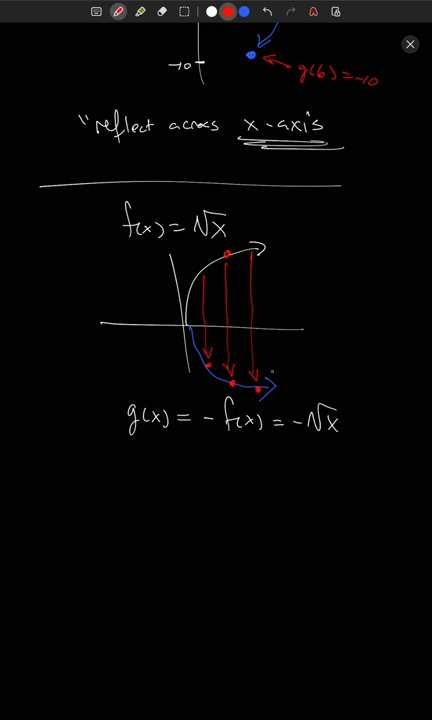 -10
g(6) = -10
"reflect across x-axis
f(x) = √x
g(x) = - f(x) = - √x